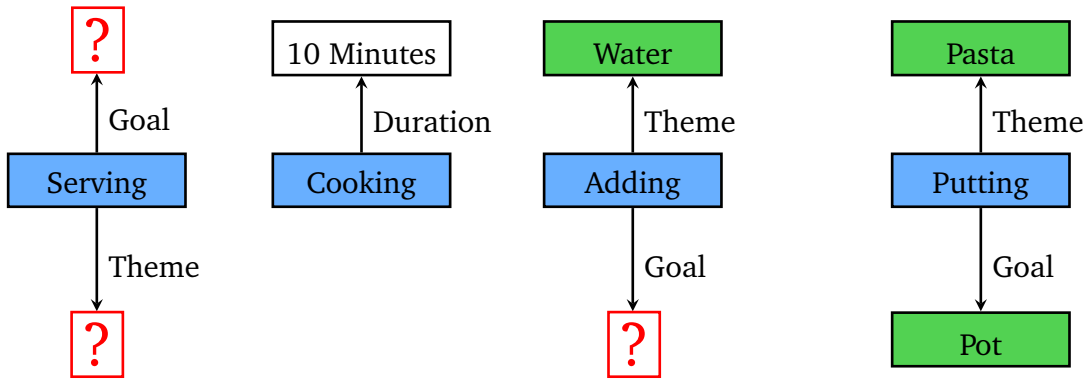 ?
10 Minutes
Water
Pasta
Goal
Duration
Theme
Theme
Serving
Cooking
Adding
Putting
Theme
Goal
Goal
?
?
Pot